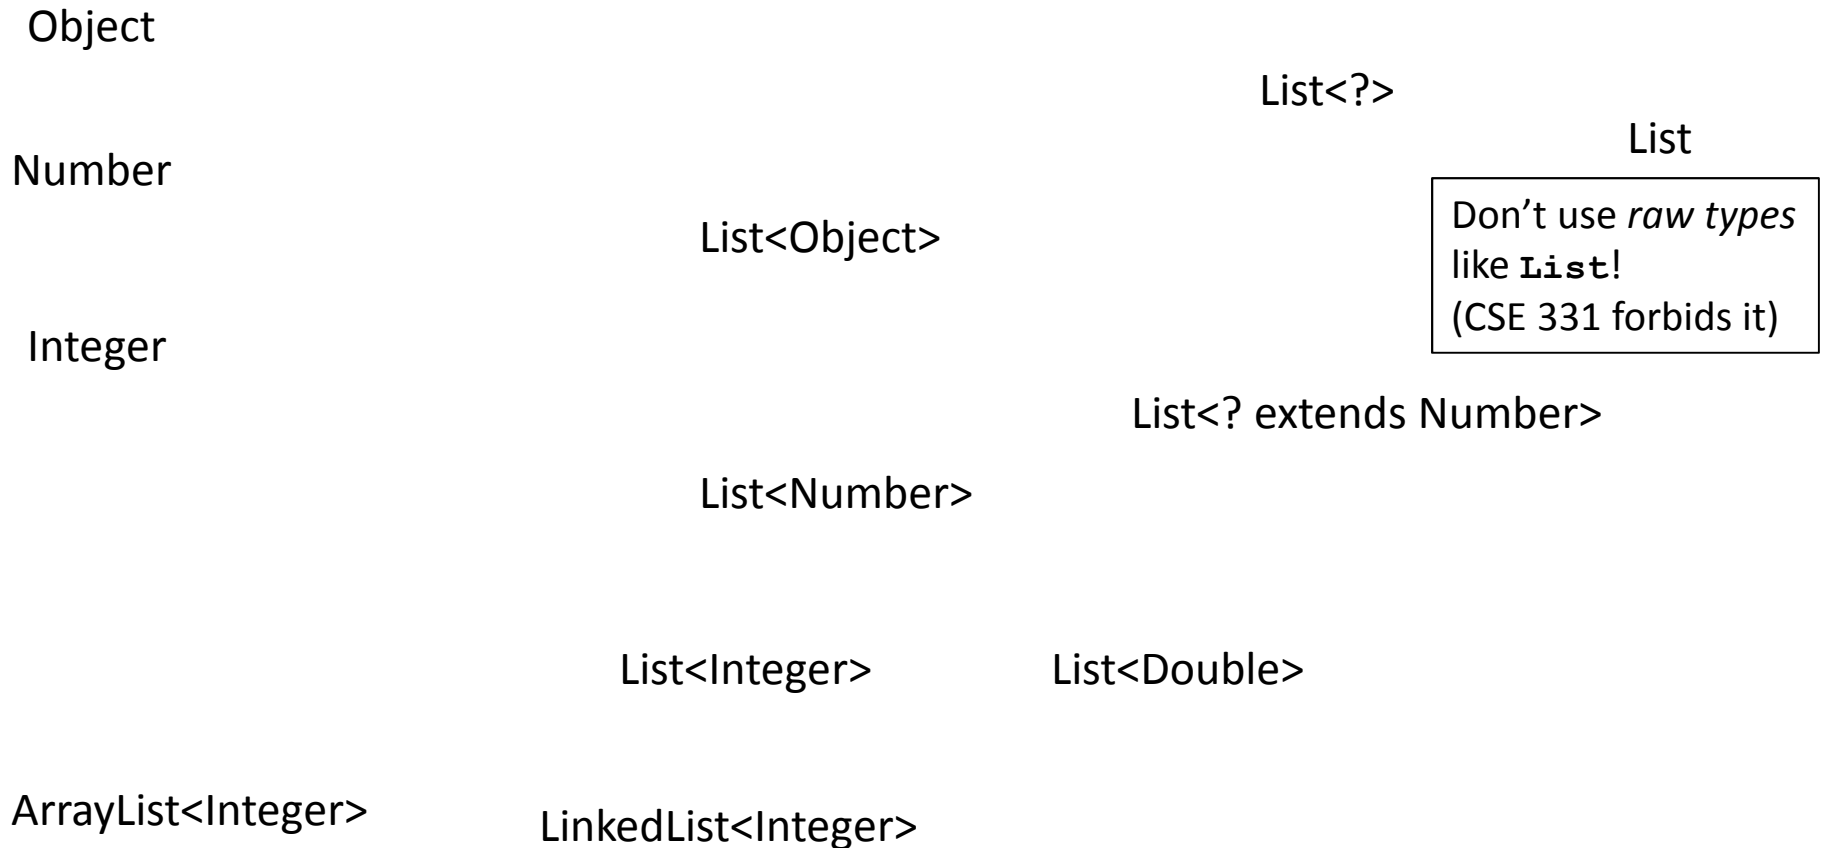 Object
List<?>
List
Number
Don’t use raw types
like List!
(CSE 331 forbids it)
List<Object>
Integer
List<? extends Number>
List<Number>
List<Integer>
List<Double>
ArrayList<Integer>
LinkedList<Integer>